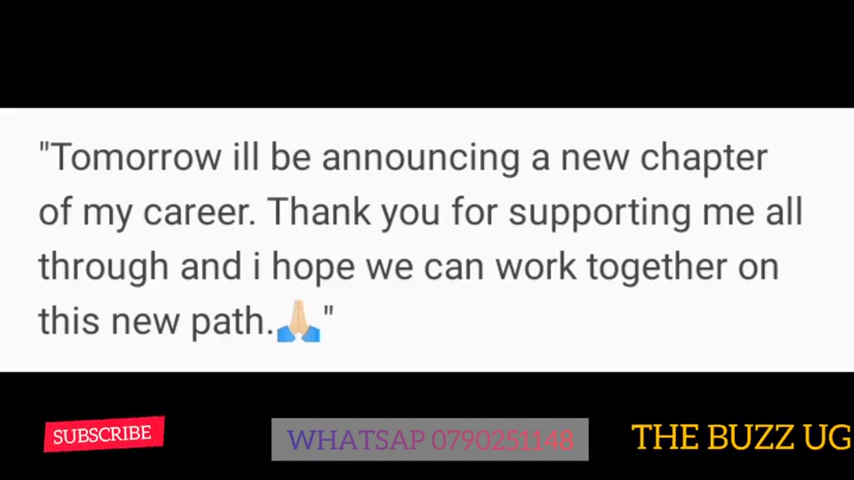 "Tomorrow ill be announcing a new chapter
of my career. Thank you for supporting me all
through and i hope we can work together on
this new path.🙏🏼"
SUBSCRIBE
WHATSAP 0790251148
THE BUZZ UG